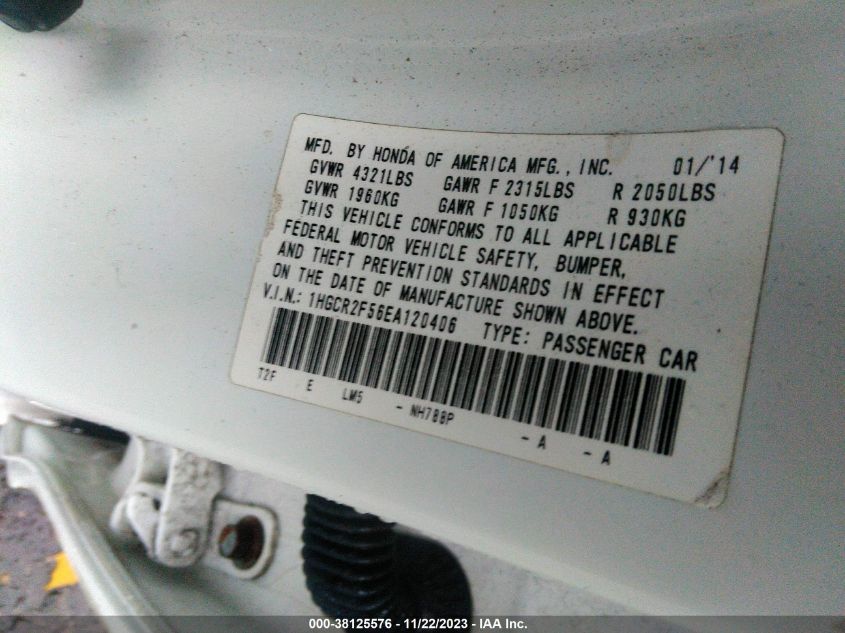 MFD. BY HONDA OF AMERICA MFG., INC. 01/'14
GVWR 4321LBS GAWR F 2315LBS R 2050LBS
GVWR 1960KG GAWR F 1050KG R 930KG
THIS VEHICLE CONFORMS TO ALL APPLICABLE
FEDERAL MOTOR VEHICLE SAFETY, BUMPER,
AND THEFT PREVENTION STANDARDS IN EFFECT
ON THE DATE OF MANUFACTURE SHOWN ABOVE.
V.I.N.: 1HGCR2F56EA120406 TYPE: PASSENGER CAR
T2F E LM5 - NH788P - A - A
000-38125576 - 11/22/2023 - IAA Inc.